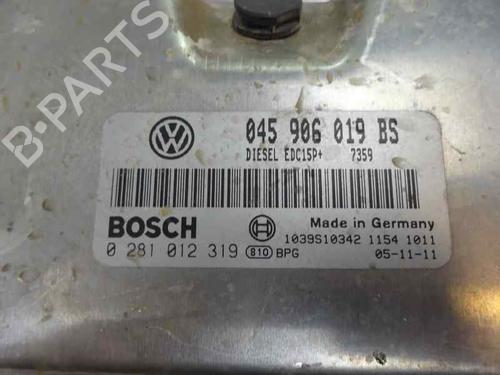 045 906 019 BS
DIESEL EDC15P+ 7359
BOSCH
Made in Germany
0 281 012 319 810 BPG
1039S10342 1154 1011
05-11-11
B-PARTS